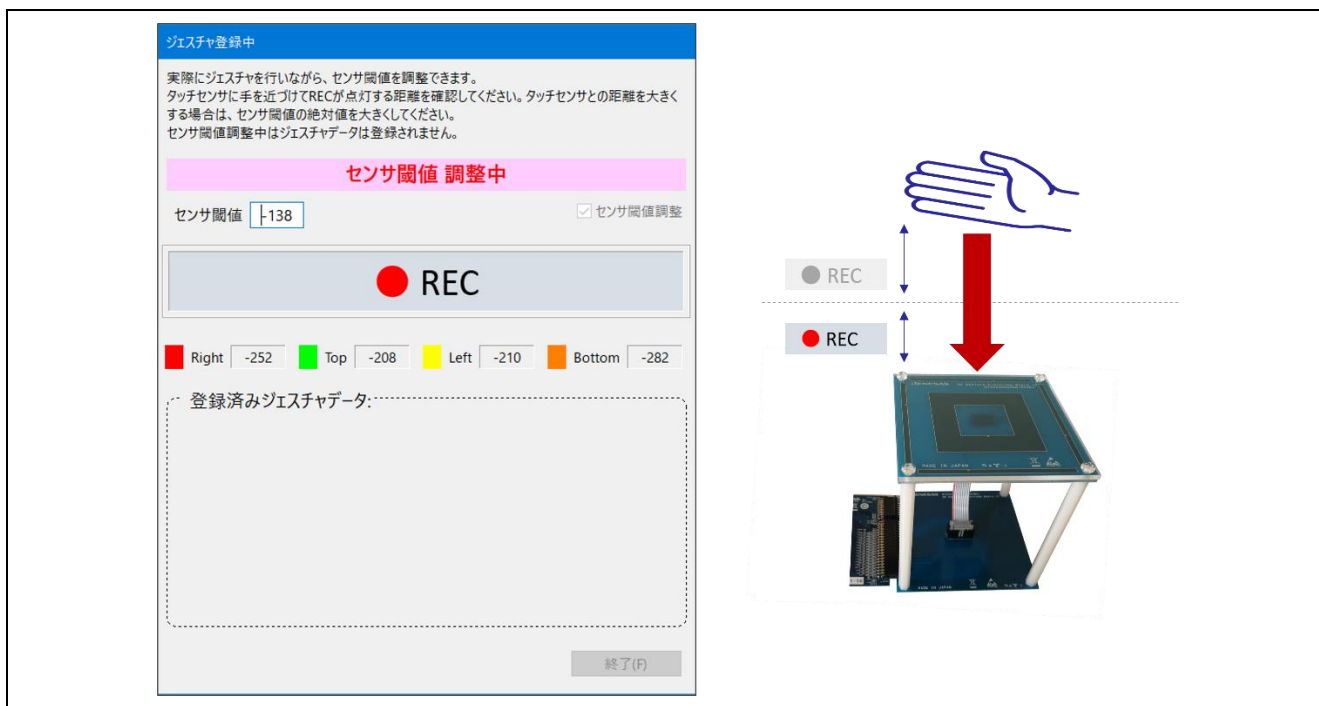 ジェスチャ登録中
実際にジェスチャを行いながら、センサ閾値を調整できます。
タッチセンサに手を近づけてRECが点灯する距離を確認してください。タッチセンサとの距離を大きく
する場合は、センサ閾値の絶対値を大きくしてください。
センサ閾値調整中はジェスチャデータは登録されません。
センサ閾値 調整中
センサ閾値 -138 センサ閾値調整
REC
Right -252 Top -208 Left -210 Bottom -282
登録済みジェスチャデータ:
終了(F)
REC
REC
MADE IN JAPAN
MADE IN JAPAN